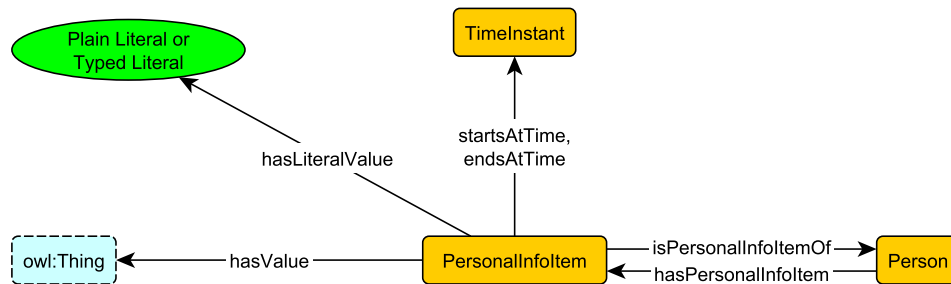 Plain Literal or
Typed Literal
TimeInstant
startsAtTime,
endsAtTime
hasLiteralValue
owl:Thing
hasValue
PersonalInfoItem
isPersonalInfoItemOf
hasPersonalInfoItem
Person